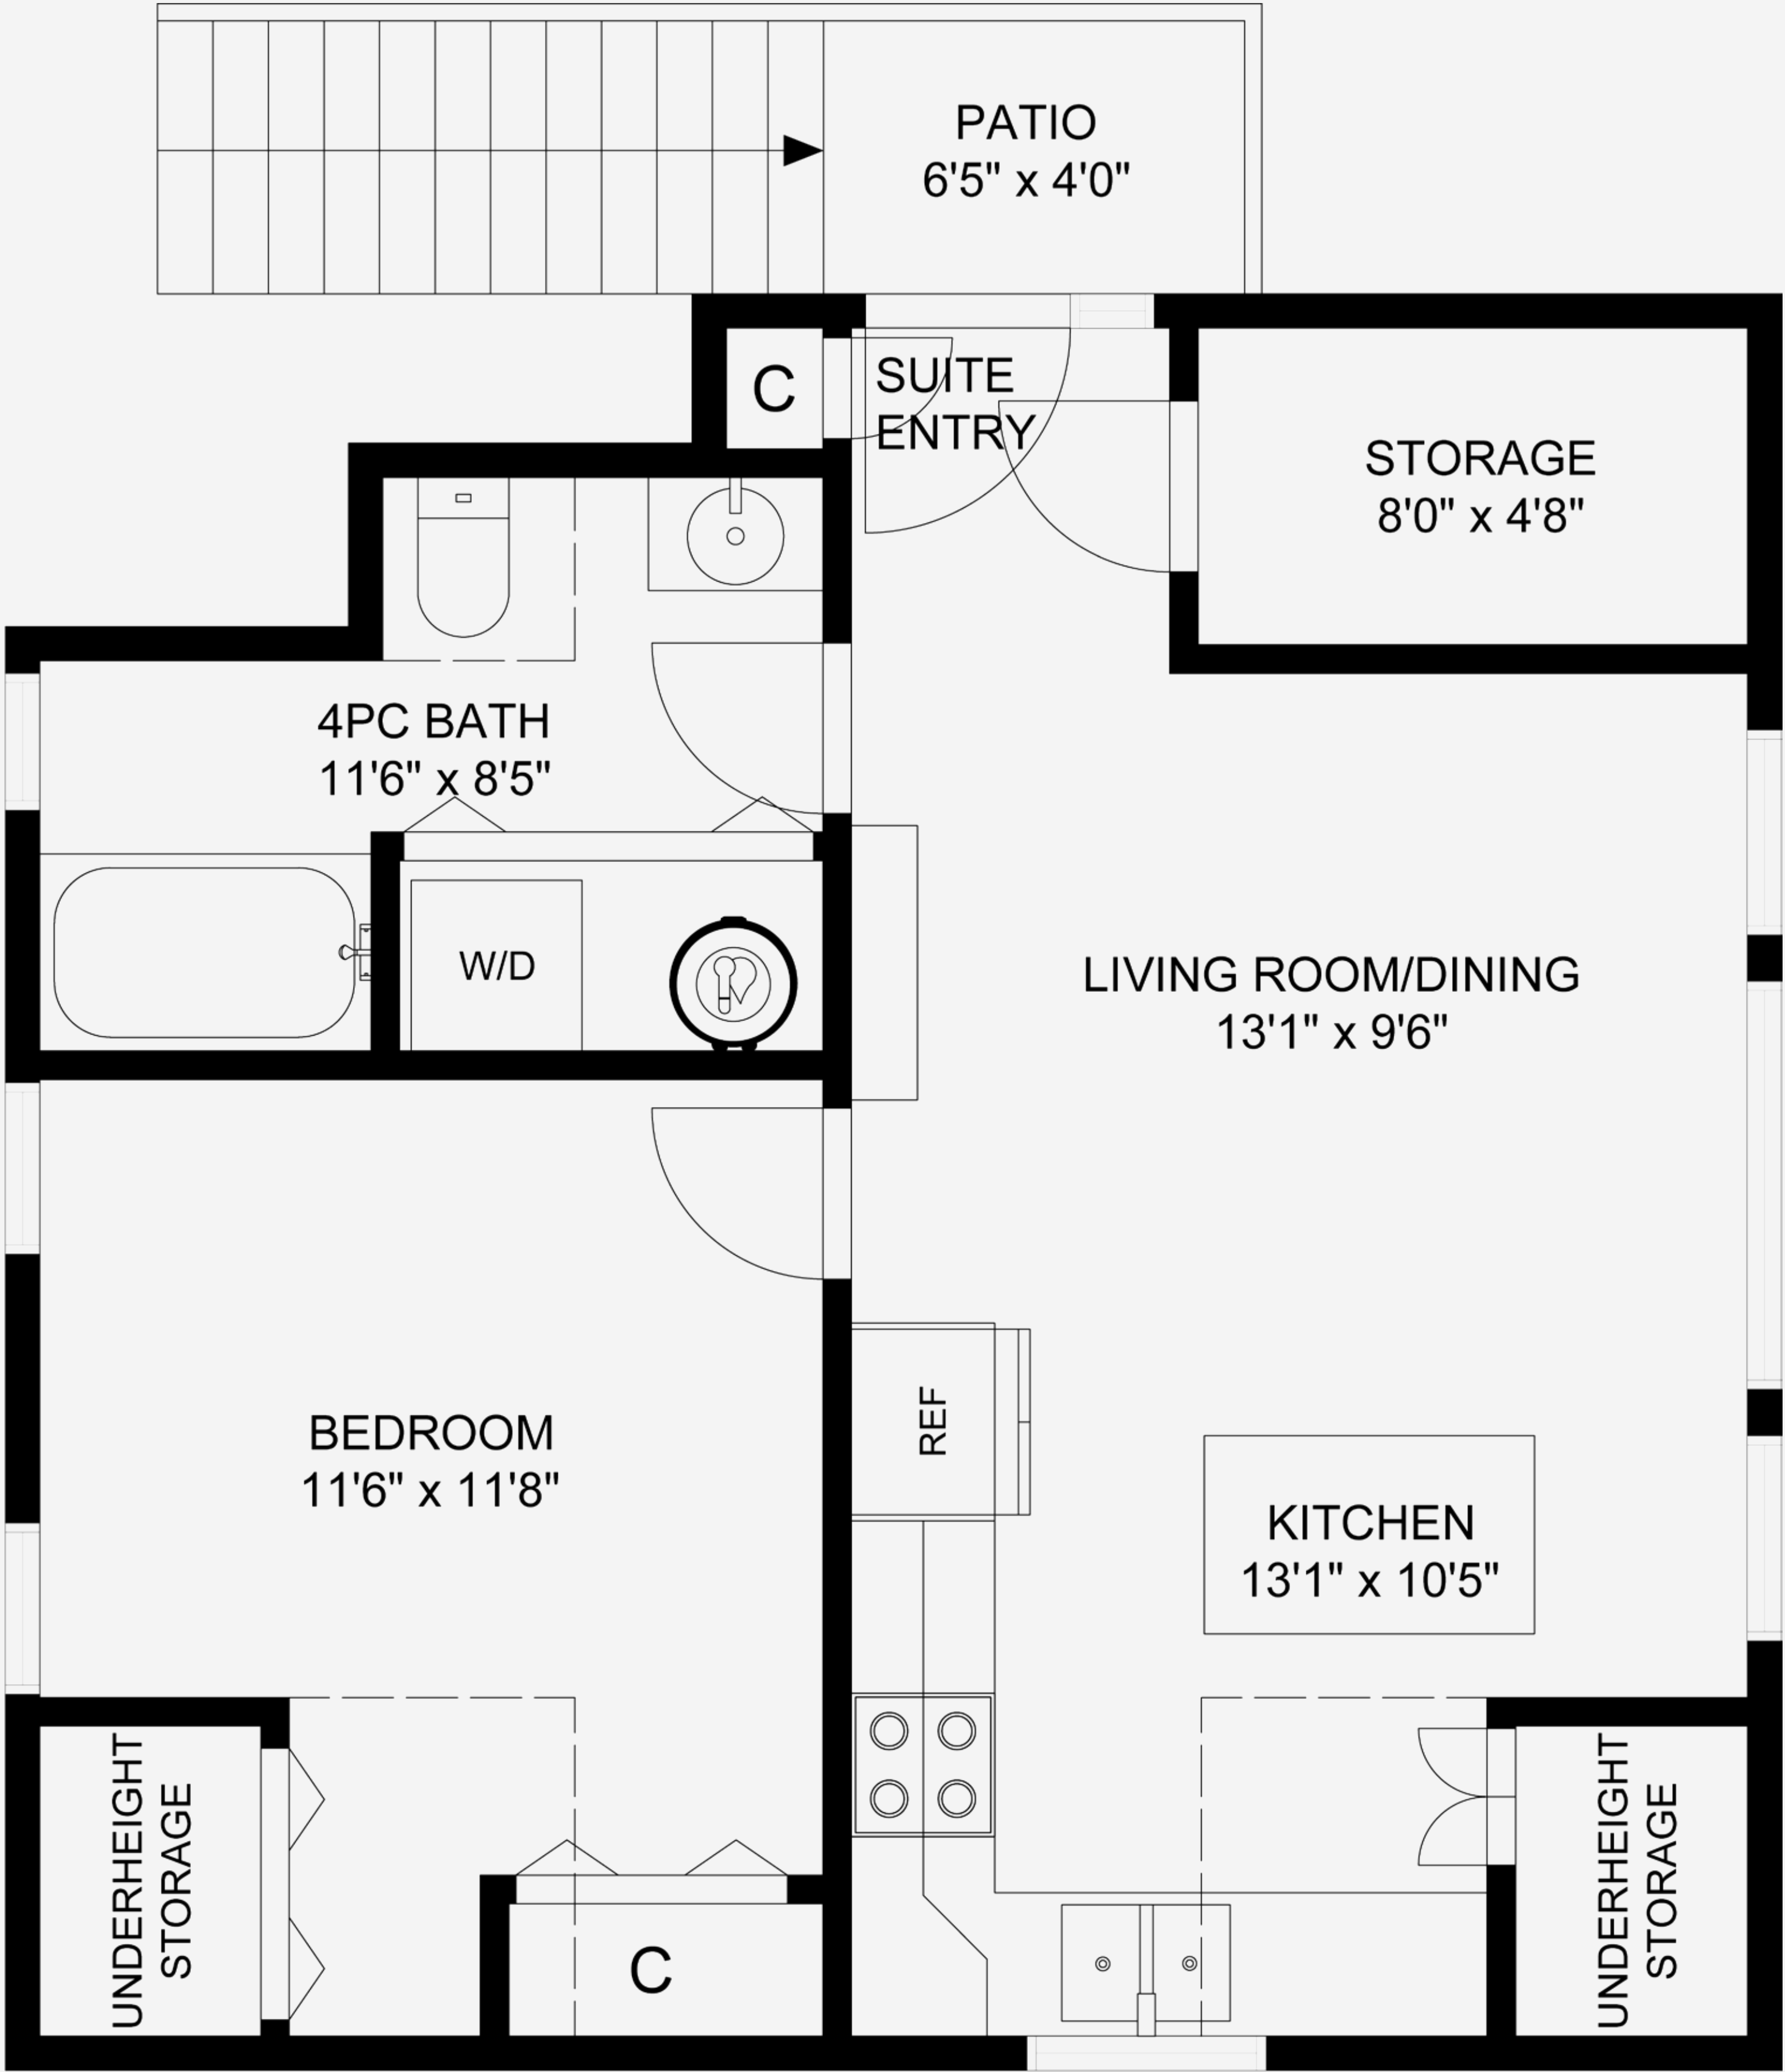 PATIO
6'5" x 4'0"
C
SUITE
ENTRY
STORAGE
8'0" x 4'8"
4PC BATH
11'6" x 8'5"
W/D
LIVING ROOM/DINING
13'1" x 9'6"
BEDROOM
11'6" x 11'8"
REF
KITCHEN
13'1" x 10'5"
UNDERHEIGHT
STORAGE
C
UNDERHEIGHT
STORAGE